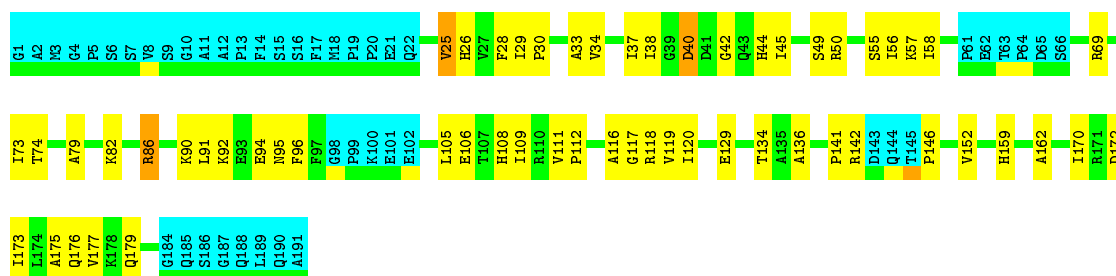 G1 A2 M3 G4 P5 S6 S7 V8 S9 G10 A11 A12 P13 F14 S15 S16 F17 M18 P19 P20 E21 Q22 V25 H26 V27 F28 I29 P30 A33 V34 I37 I38 G39 D40 D41 G42 Q43 H44 I45 S49 R50 S55 I56 K57 I58 P61 E62 T63 P64 D65 S66 R69
I73 T74 A79 K82 R86 K90 L91 K92 E93 E94 N95 F96 F97 G98 P99 K100 E101 E102 L105 E106 T107 H108 I109 R110 V111 P112 A116 G117 R118 V119 I120 E129 T134 A135 A136 P141 R142 D143 Q144 T145 P146 V152 H159 A162 I170 R171 D172
I173 L174 A175 Q176 V177 K178 Q179 G184 Q185 S186 G187 Q188 L189 Q190 A191